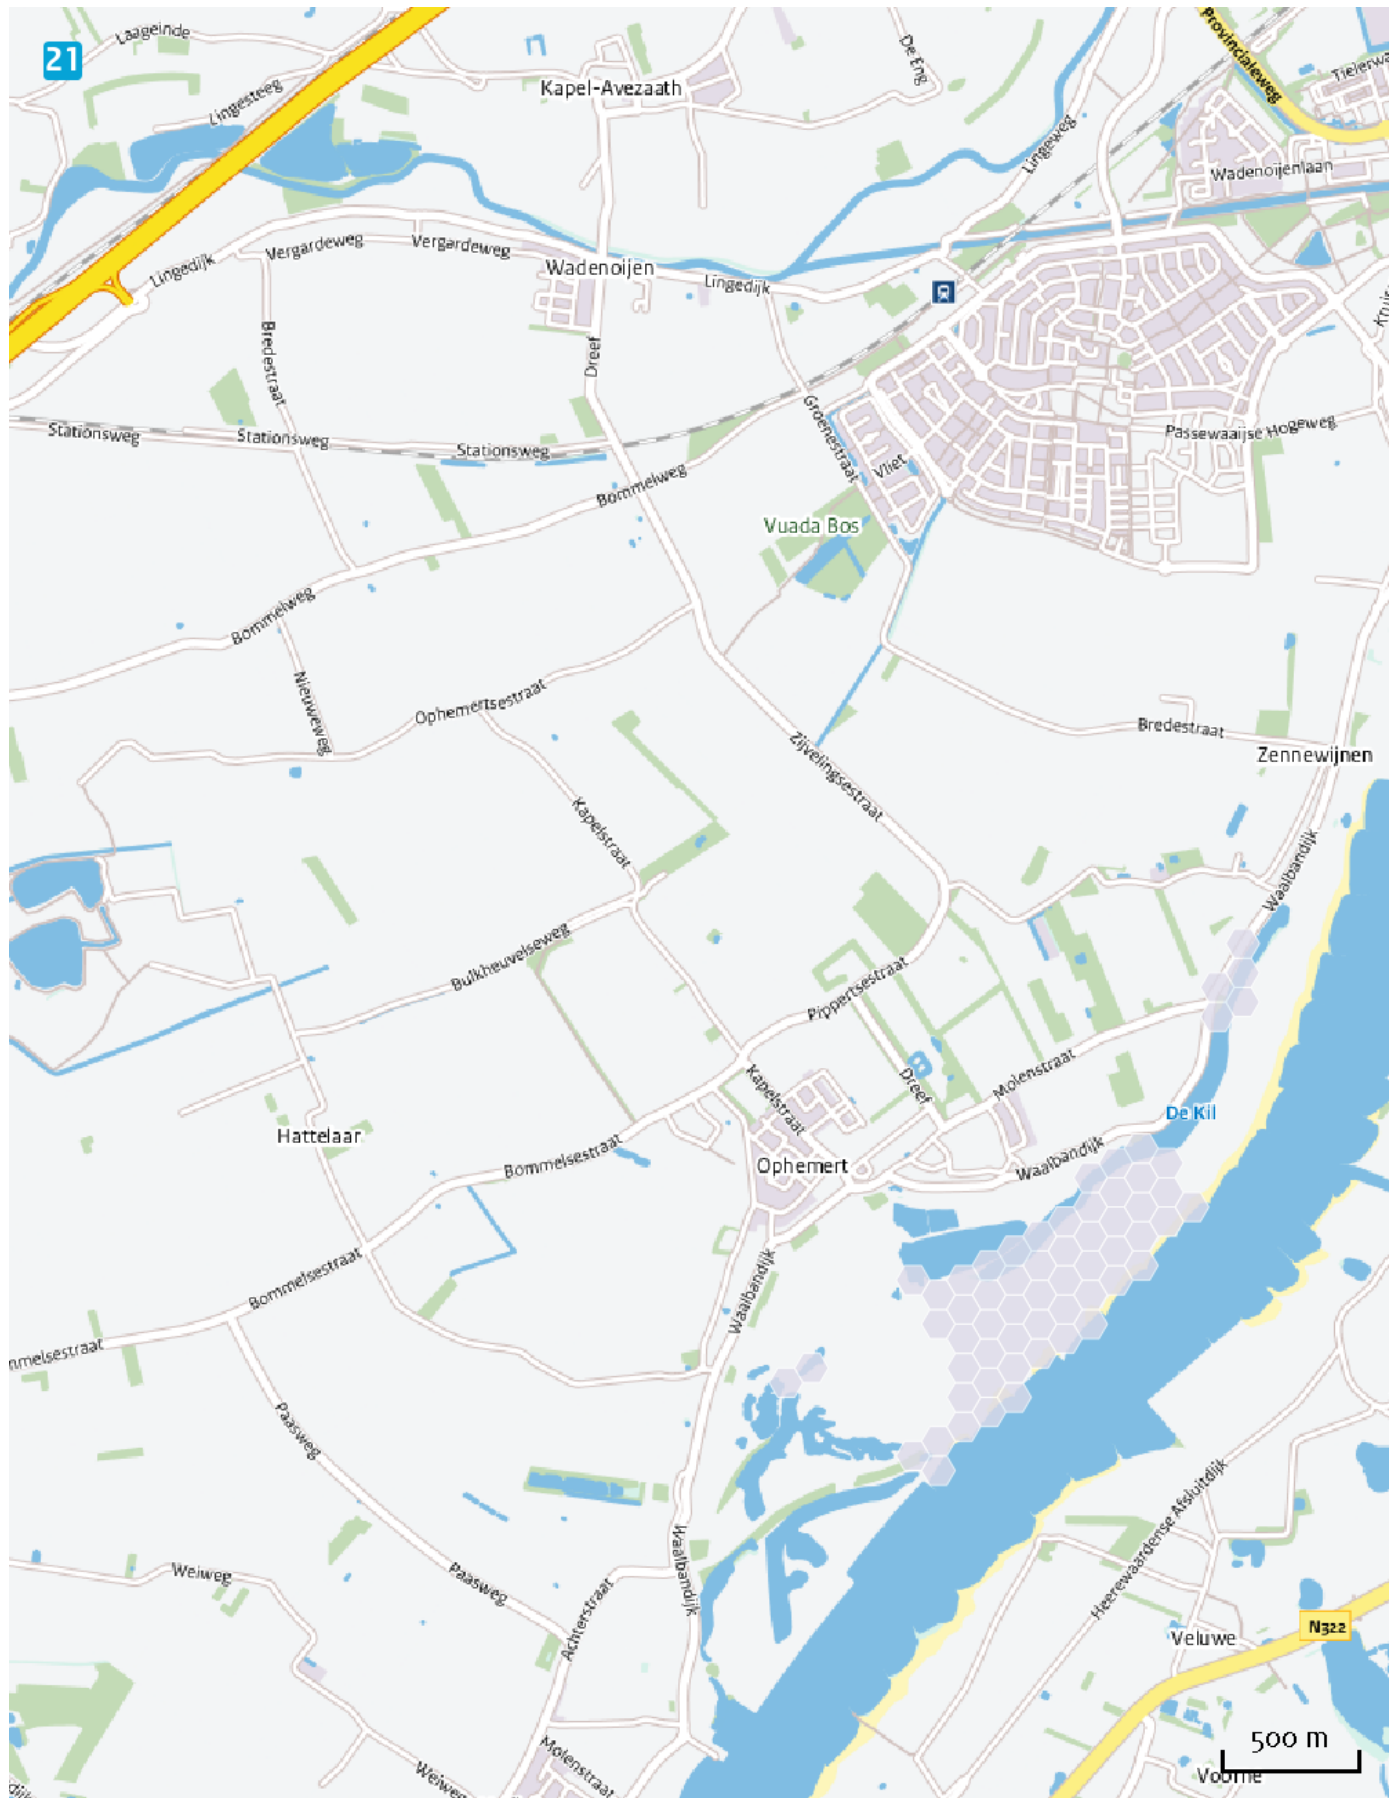 Laageinde
21
Provincialeweg
De Eng
Tielerwa
Kapel-Avezaath
Lingesteeg
Lingeweg
Wadenoijenlaan
Vergardeweg
Vergardeweg
Lingedijk
Wadenoijen
Lingedijk
Bredestraat
Dreef
Groenestraat
Stationsweg
Stationsweg
Stationsweg
Passewaaijse Hogeweg
Vliet
Bommelweg
Vuada Bos
Bommelweg
Nieuweweg
Ophemertsestraat
Bredestraat
Zennewijnen
Zijvelingsestraat
Kapelstraat
Waalbandijk
Bulkheuvelseweg
Pippertsestraat
Molenstraat
Dreef
Kapelstraat
De Kil
Hattelaar
Bommelsestraat
Ophemert
Waalbandijk
Bommelsestraat
Waalbandijk
mmelsestraat
Paasweg
Heerewaardense Afsluitdijk
Waalbandijk
Weiweg
Paasweg
Achterstraat
N322
Veluwe
500 m
Molenstraat
Weiweg
Voorne